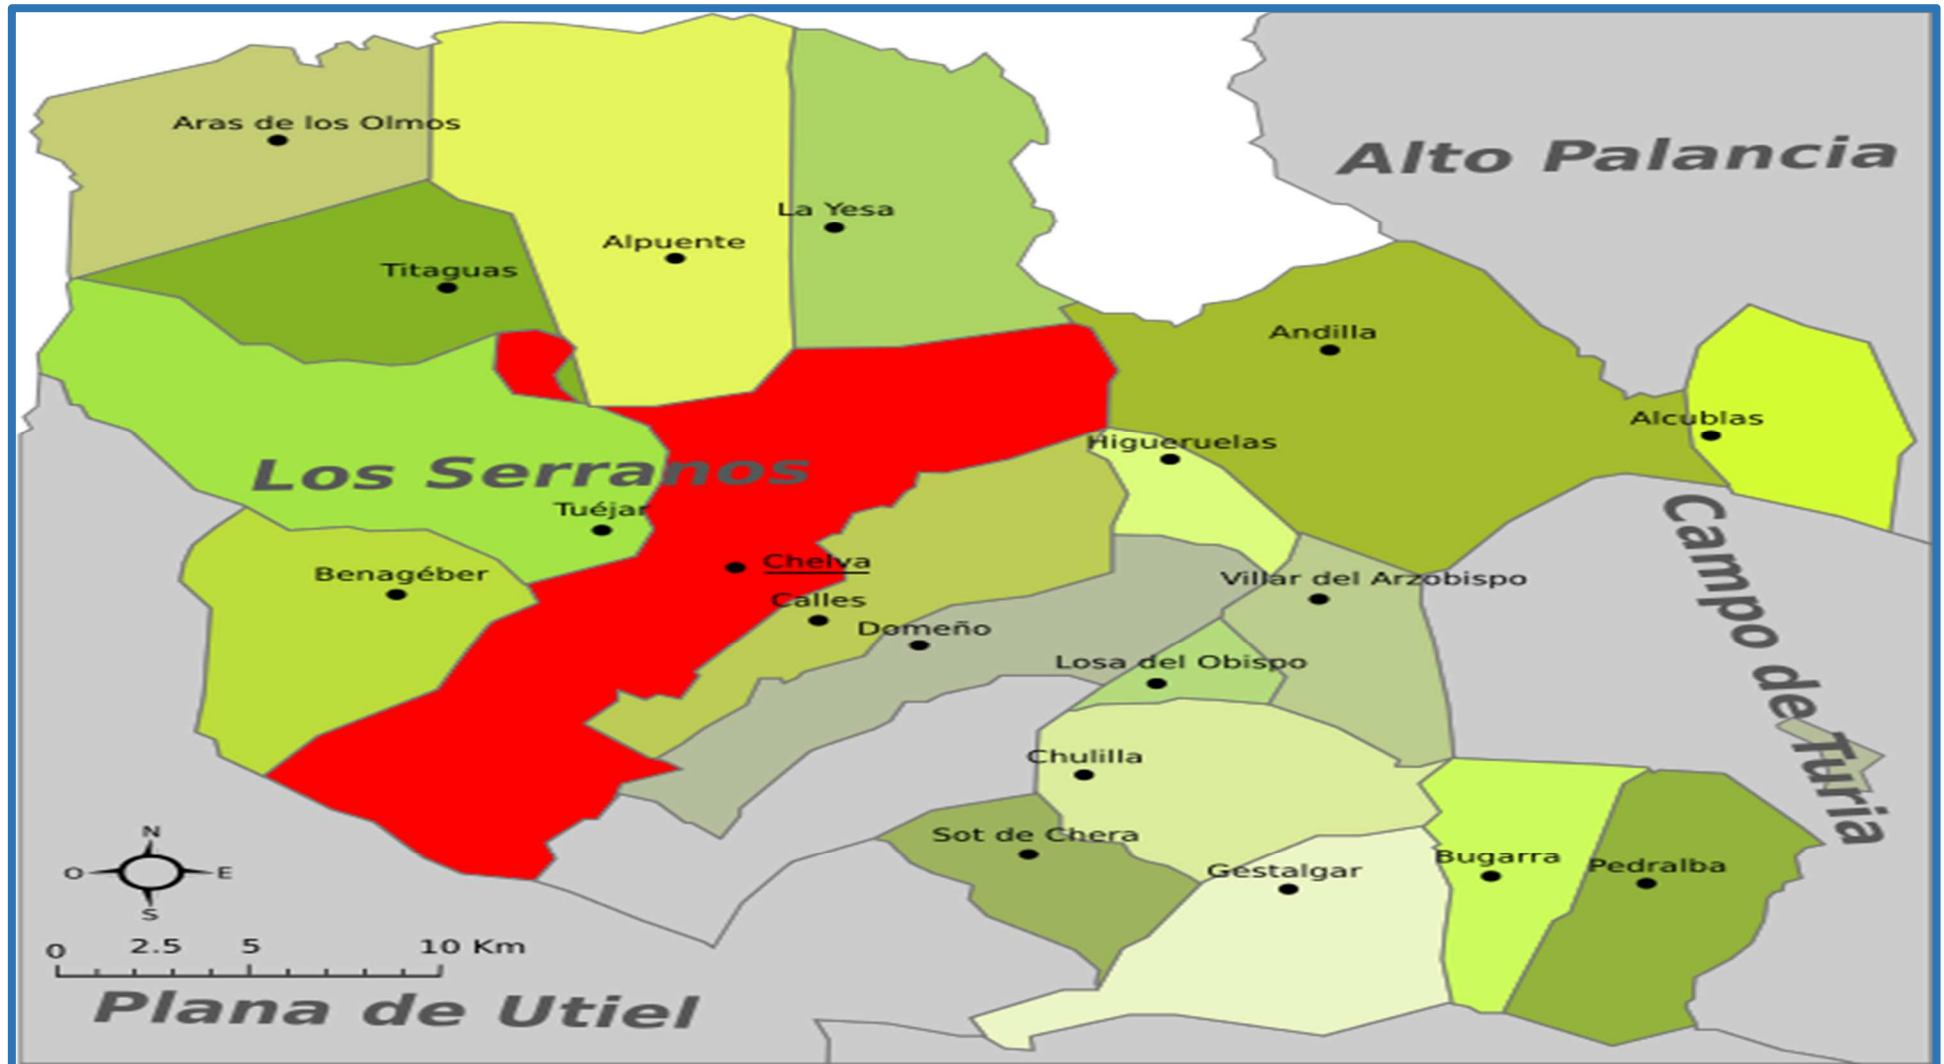 Aras de los Olmos
Alto Palancia
La Yesa
Alpuente
Titaguas
Andilla
Alcublas
Higueruelas
Los Serranos
Tuéjar
Campo de Turia
Chelva
Benagéber
Villar del Arzobispo
Calles
Domeño
Losa del Obispo
Chulilla
Sot de Chera
Bugarra
Pedralba
Gestalgar
N
O E
S
0 2.5 5 10 Km
Plana de Utiel